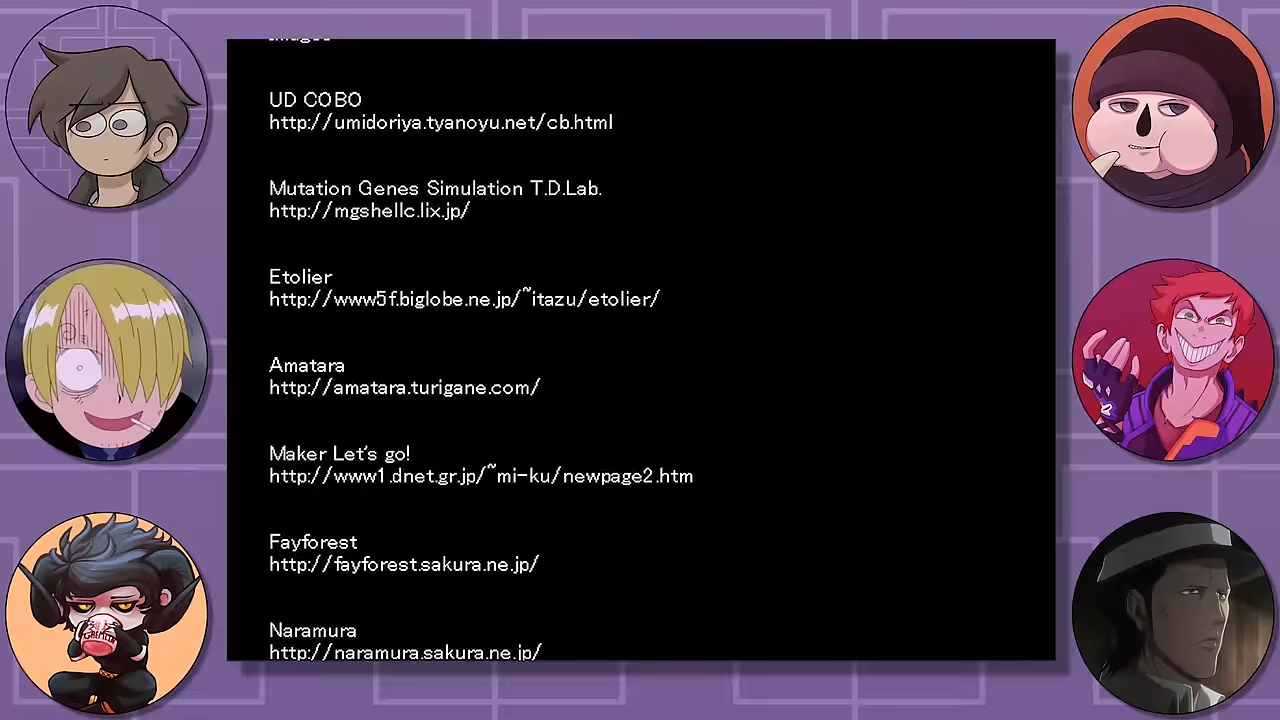 Images
UD COBO
http://umidoriya.tyanoyu.net/cb.html
Mutation Genes Simulation T.D.Lab.
http://mgshellc.lix.jp/
Etolier
http://www5f.biglobe.ne.jp/~itazu/etolier/
Amatara
http://amatara.turigane.com/
Maker Let's go!
http://www1.dnet.gr.jp/~mi-ku/newpage2.htm
Fayforest
http://fayforest.sakura.ne.jp/
Naramura
http://naramura.sakura.ne.jp/
GREMLIN